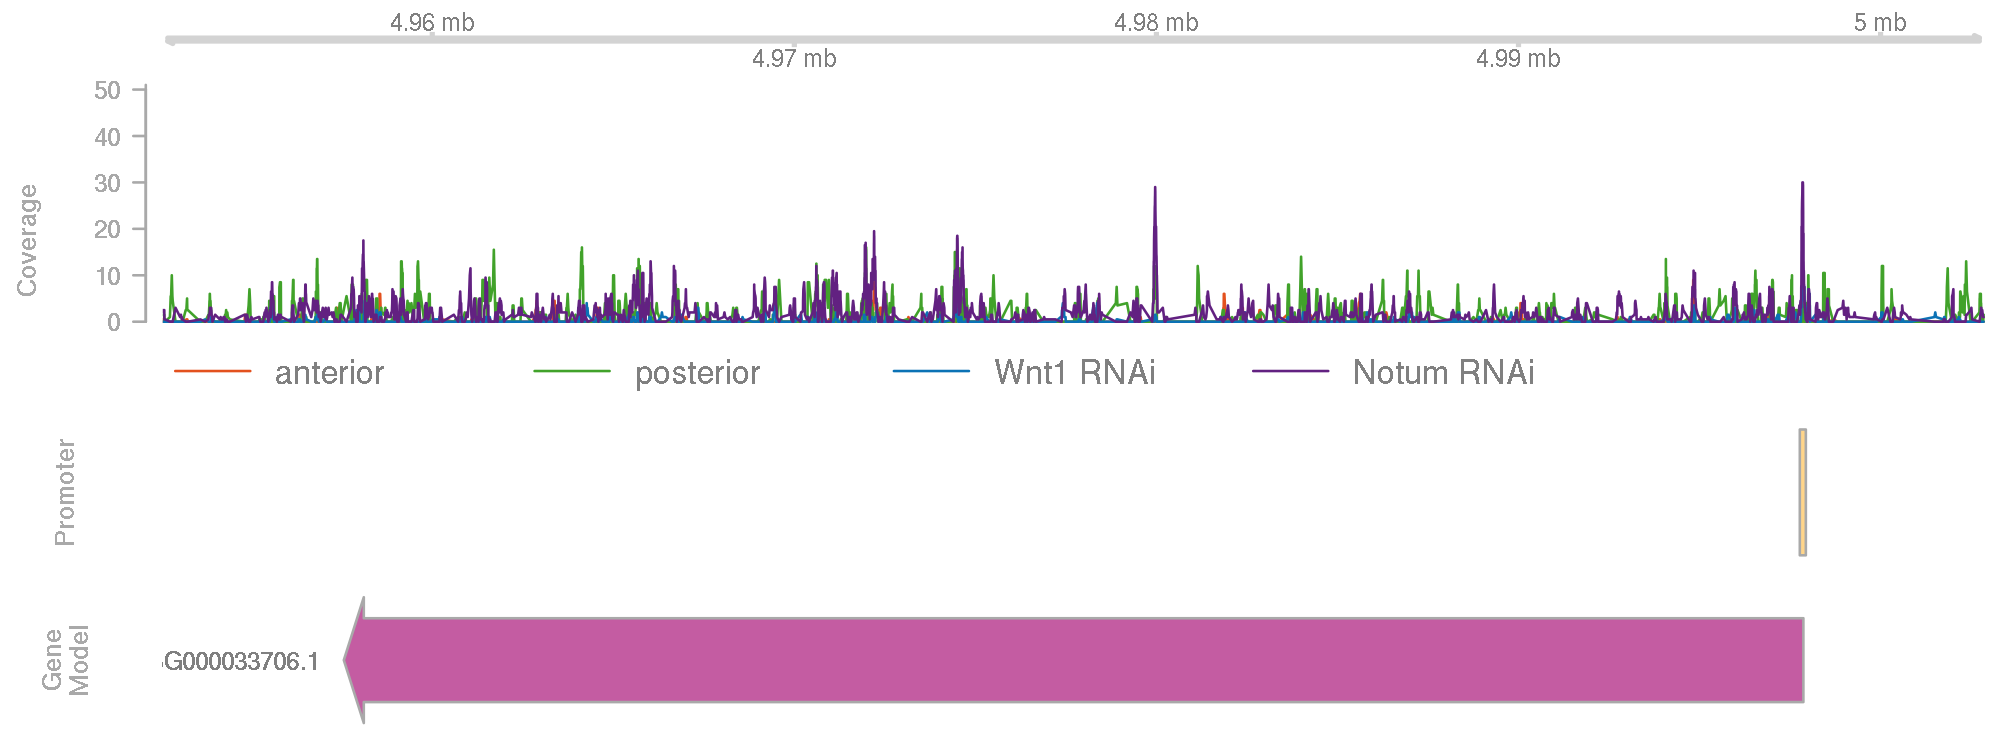 4.96 mb 4.98 mb 5 mb
4.97 mb 4.99 mb
Coverage
50
40
30
20
10
0
anterior posterior Wnt1 RNAi Notum RNAi
Promoter
Gene
Model
G000033706.1